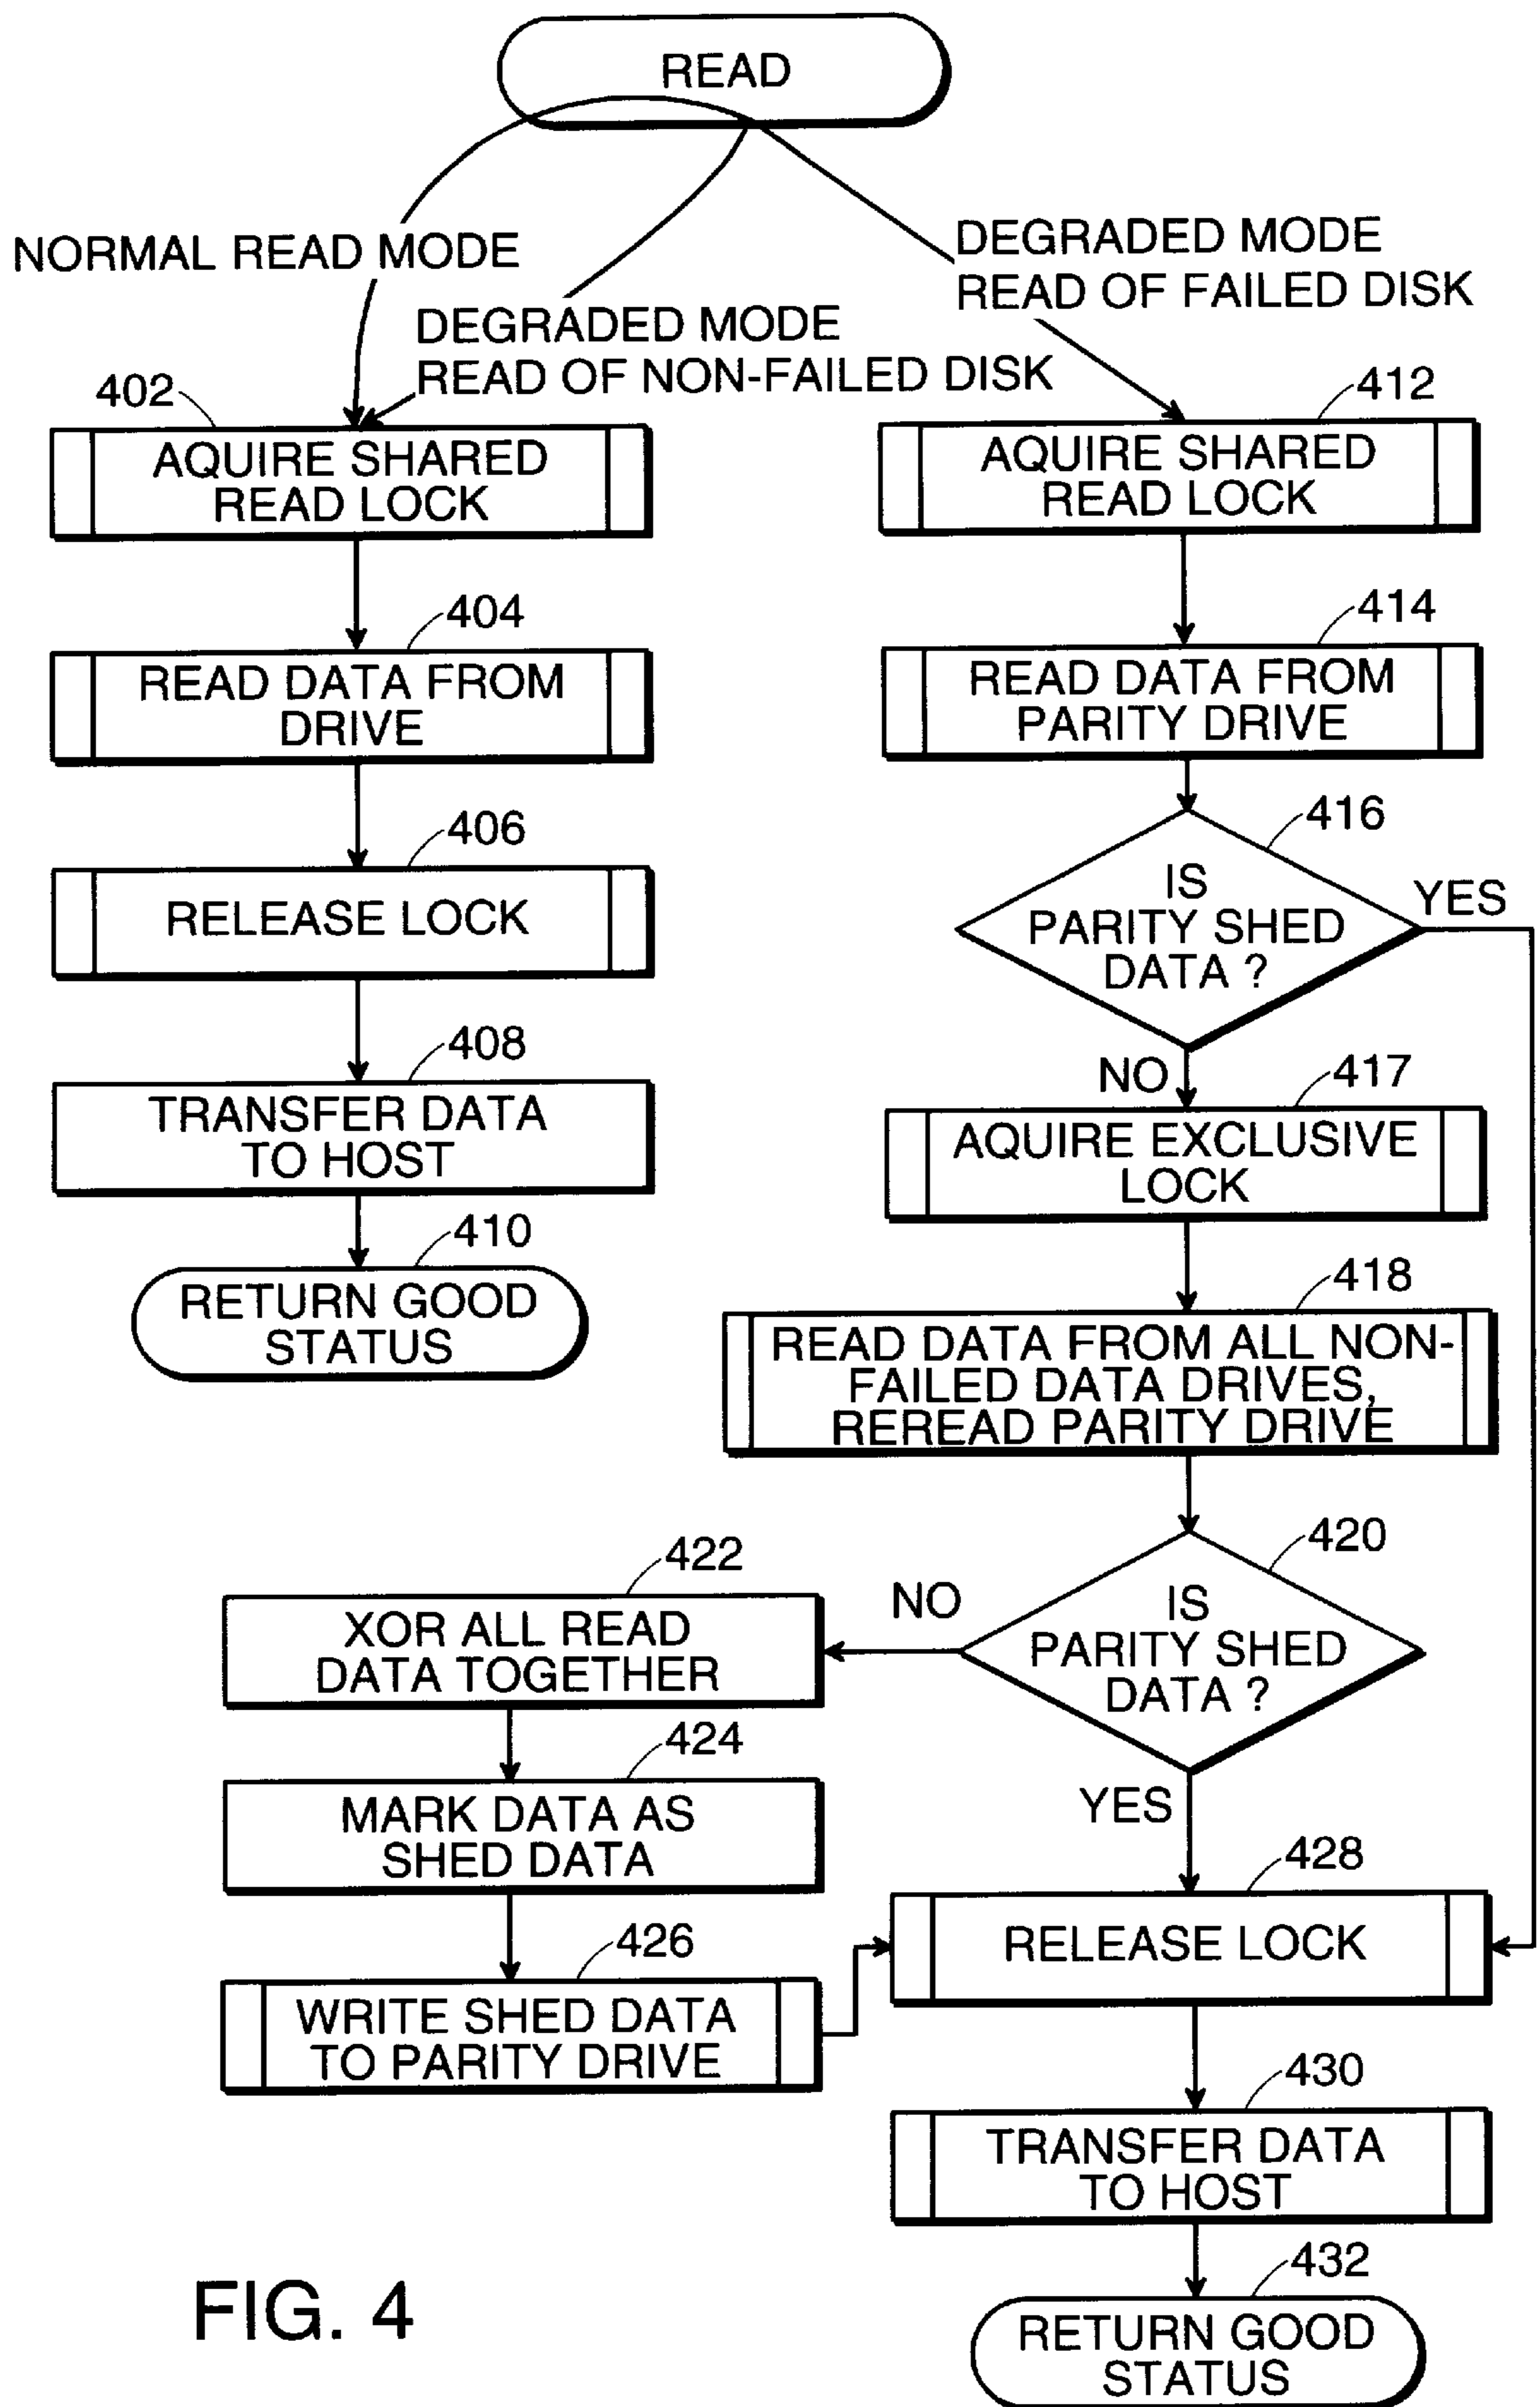 READ
NORMAL READ MODE
DEGRADED MODE
READ OF NON-FAILED DISK
DEGRADED MODE
READ OF FAILED DISK
402
AQUIRE SHARED
READ LOCK
404
READ DATA FROM
DRIVE
406
RELEASE LOCK
408
TRANSFER DATA
TO HOST
410
RETURN GOOD
STATUS
412
AQUIRE SHARED
READ LOCK
414
READ DATA FROM
PARITY DRIVE
416
IS
PARITY SHED
DATA ?
YES
NO
417
AQUIRE EXCLUSIVE
LOCK
418
READ DATA FROM ALL NON-
FAILED DATA DRIVES,
REREAD PARITY DRIVE
420
IS
PARITY SHED
DATA ?
NO
YES
422
XOR ALL READ
DATA TOGETHER
424
MARK DATA AS
SHED DATA
426
WRITE SHED DATA
TO PARITY DRIVE
428
RELEASE LOCK
430
TRANSFER DATA
TO HOST
432
RETURN GOOD
STATUS
FIG. 4